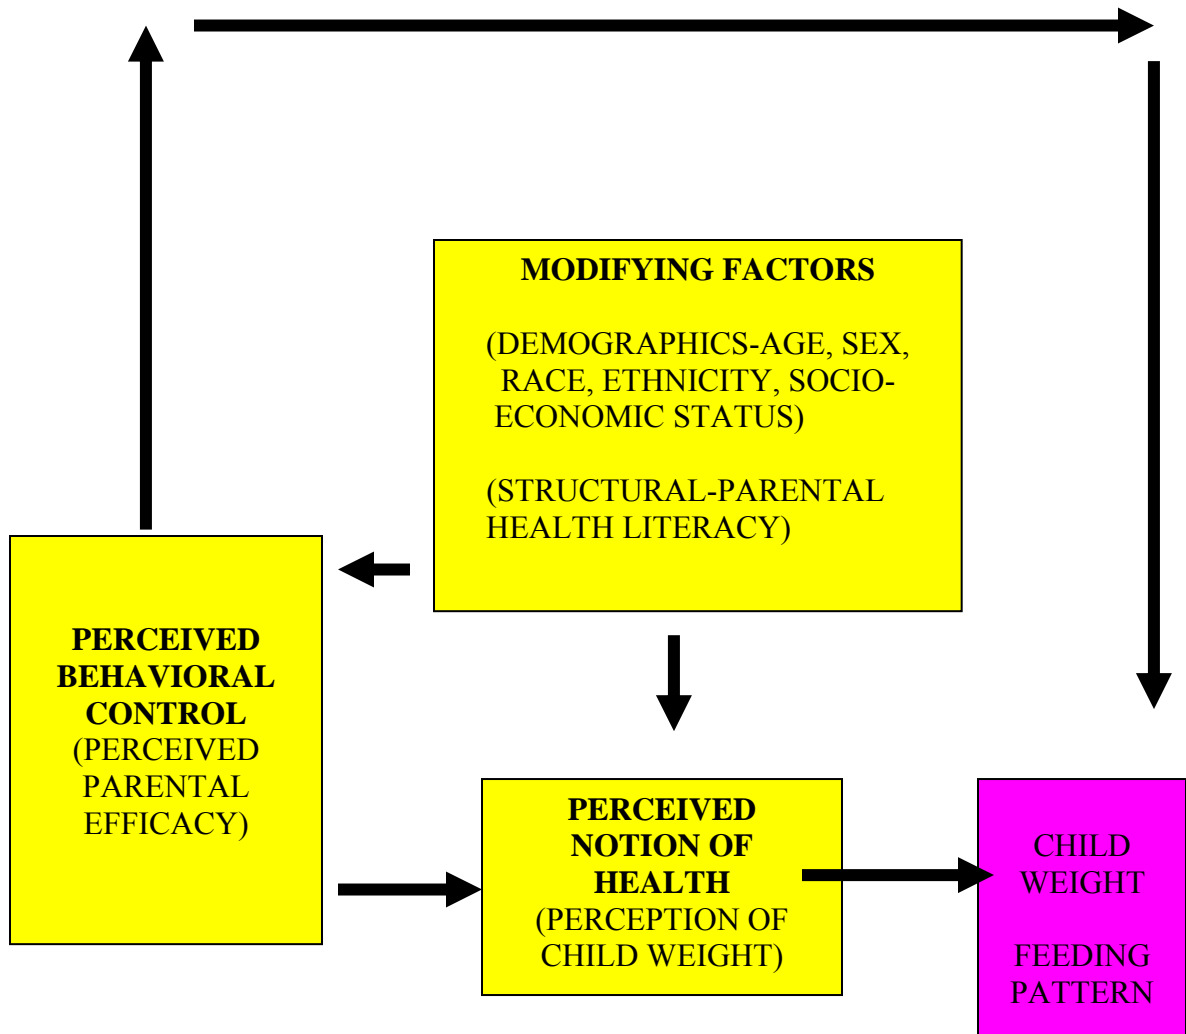 MODIFYING FACTORS
(DEMOGRAPHICS-AGE, SEX,
RACE, ETHNICITY, SOCIO-
ECONOMIC STATUS)
(STRUCTURAL-PARENTAL
HEALTH LITERACY)
PERCEIVED
BEHAVIORAL
CONTROL
(PERCEIVED
PARENTAL
EFFICACY)
PERCEIVED
NOTION OF
HEALTH
(PERCEPTION OF
CHILD WEIGHT)
CHILD
WEIGHT
FEEDING
PATTERN